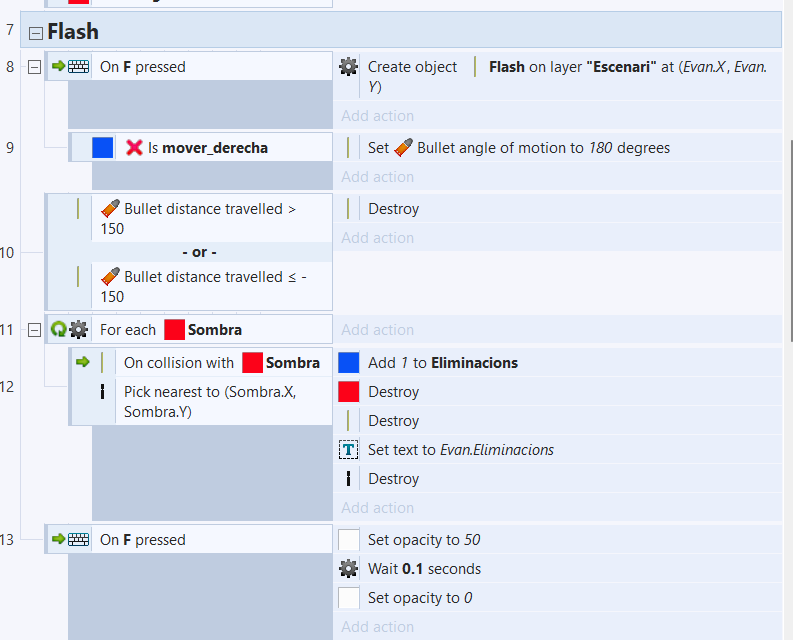 7 Flash
8 On F pressed Create object Flash on layer "Escenari" at (Evan.X, Evan.
Y)
Add action
9 Is mover_derecha Set Bullet angle of motion to 180 degrees
Add action
Bullet distance travelled > Destroy
150
Add action
10 - or -
Bullet distance travelled ≤ -
150
11 For each Sombra Add action
On collision with Sombra Add 1 to Eliminacions
12 Pick nearest to (Sombra.X, Destroy
Sombra.Y)
Destroy
Set text to Evan.Eliminacions
Destroy
Add action
13 On F pressed Set opacity to 50
Wait 0.1 seconds
Set opacity to 0
Add action